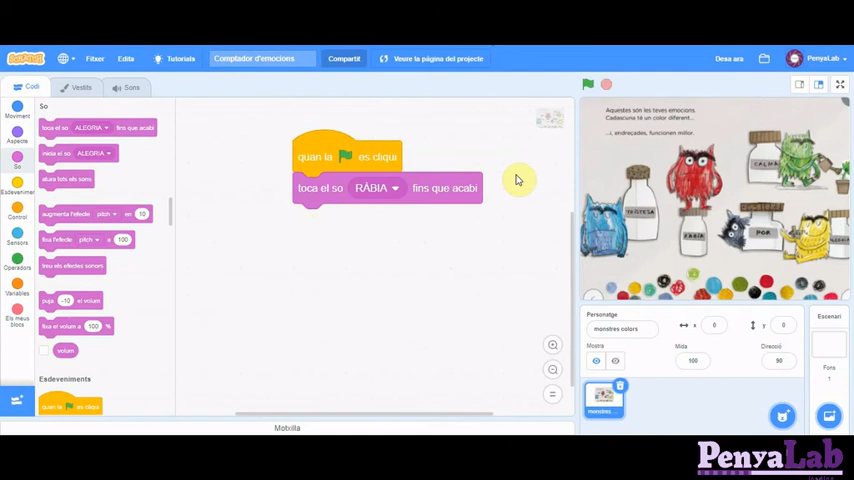 SCRATCH
Fitxer
Edita
Tutorials
Comptador d'emocions
Compartit
Veure la pàgina del projecte
Desa ara
PenyaLab
Codi
Vestits
Sons
Moviment
Aspecte
So
Esdeveniments
Control
Sensors
Operadors
Variables
Els meus blocs
So
toca el so ALEGRIA fins que acabi
inicia el so ALEGRIA
atura tots els sons
augmenta l'efecte pitch en 10
fixa l'efecte pitch a 100
treu els efectes sonors
puja -10 el volum
fixa el volum a 100 %
volum
Esdeveniments
quan la es cliqui
quan la es cliqui
toca el so RÀBIA fins que acabi
Motxilla
Aquestes són les teves emocions.
Cadascuna té un color diferent...
...i, endreçades, funcionen millor.
CALMA
TRISTESA
RÀBIA
POR
Personatge
monstres colors
x 0
y 0
Mostra
Mida
100
Direcció
90
monstres ...
Escenari
Fons
1
PenyaLab
loading